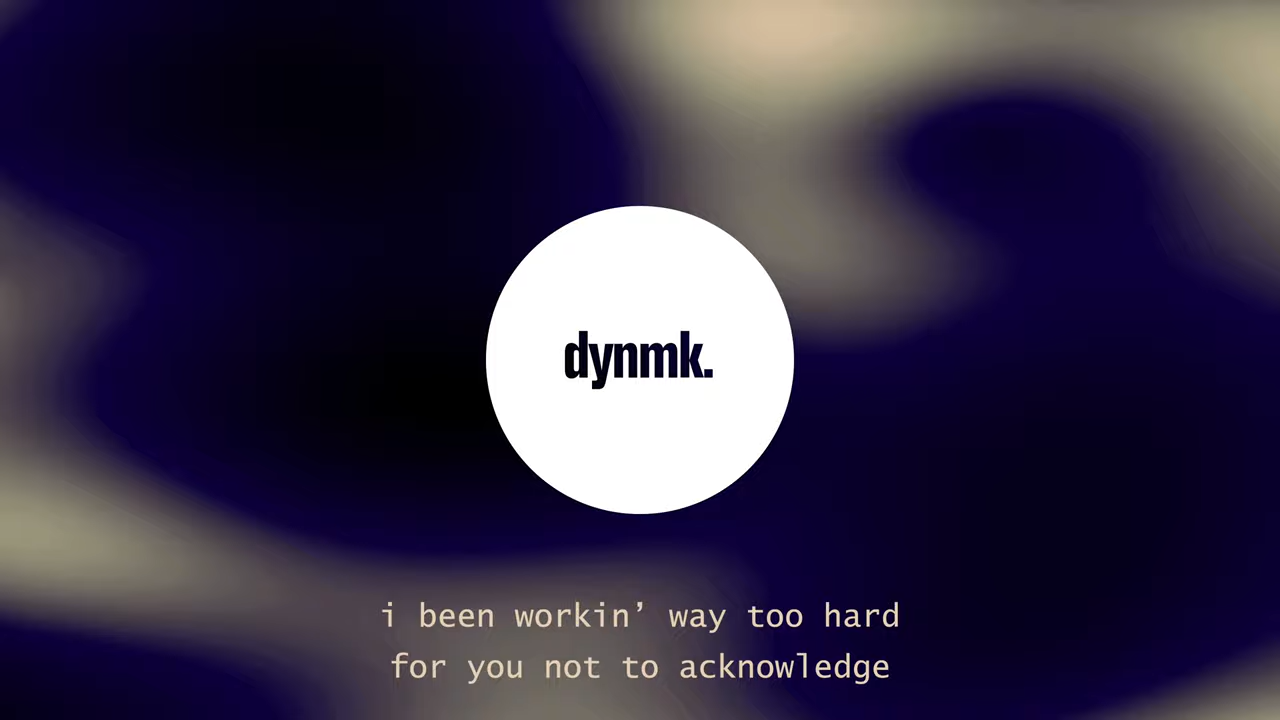 dynmk.
i been workin’ way too hard
for you not to acknowledge